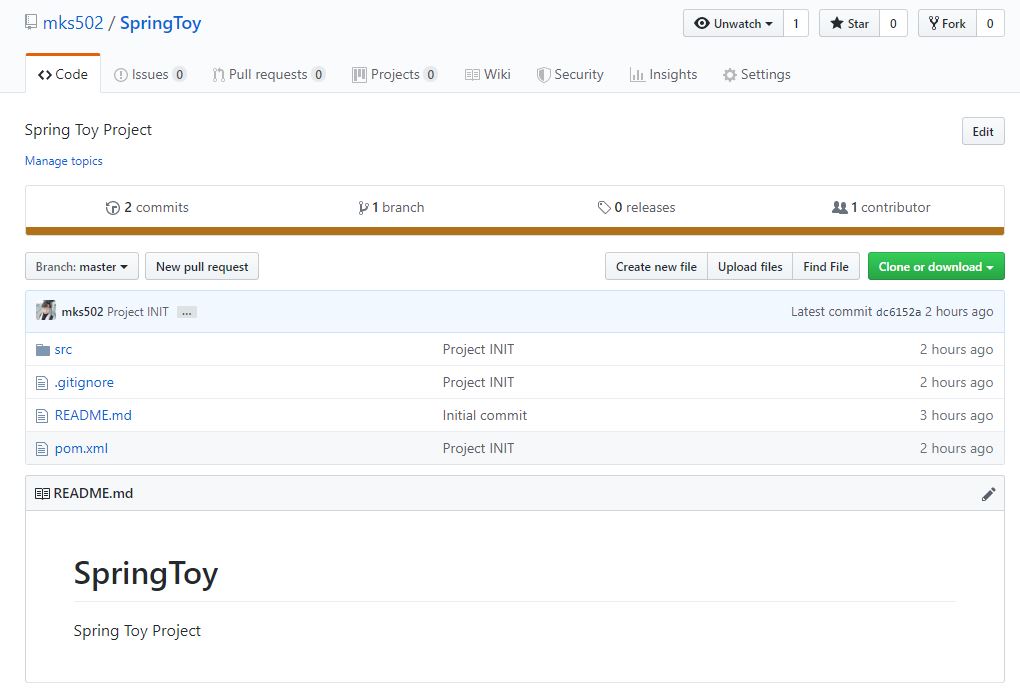 mks502 / SpringToy Unwatch 1 Star 0 Fork 0
Code Issues 0 Pull requests 0 Projects 0 Wiki Security Insights Settings
Spring Toy Project Edit
Manage topics
2 commits 1 branch 0 releases 1 contributor
Branch: master New pull request Create new file Upload files Find File Clone or download
mks502 Project INIT ... Latest commit dc6152a 2 hours ago
src Project INIT 2 hours ago
.gitignore Project INIT 2 hours ago
README.md Initial commit 3 hours ago
pom.xml Project INIT 2 hours ago
README.md
SpringToy
Spring Toy Project